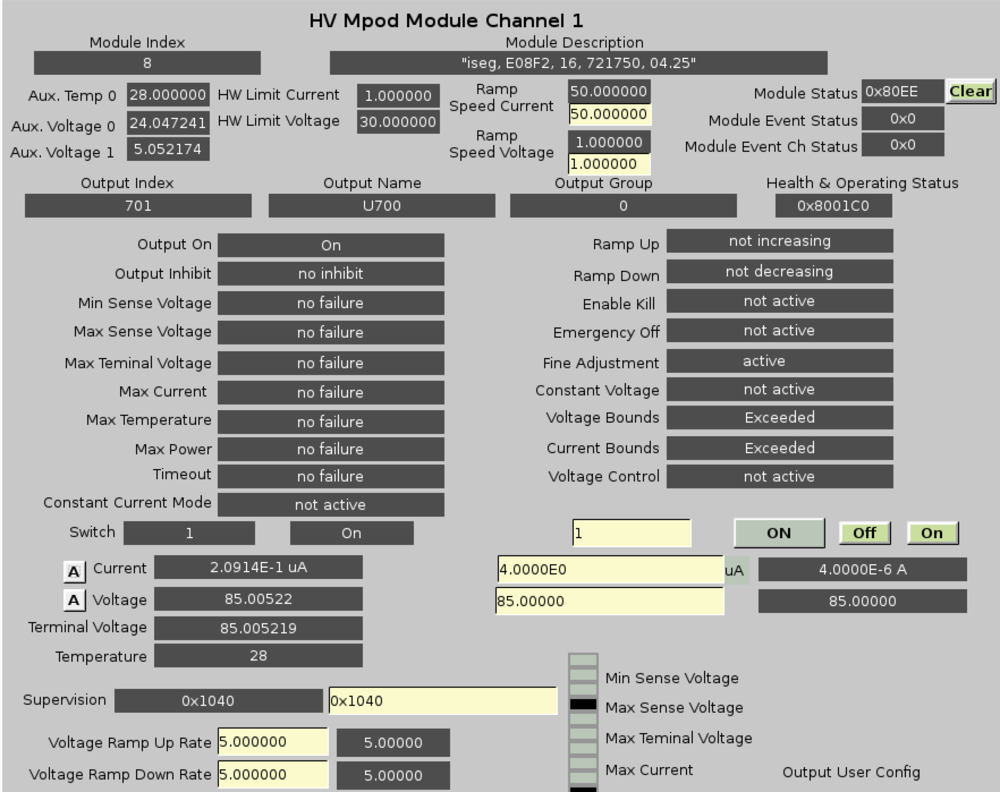 HV Mpod Module Channel 1
Module Index Module Description
8 "iseg, E08F2, 16, 721750, 04.25"
Aux. Temp 0 28.000000 HW Limit Current 1.000000 Ramp Speed Current 50.000000 Module Status 0x80EE Clear
50.000000
Aux. Voltage 0 24.047241 HW Limit Voltage 30.000000 Module Event Status 0x0
Aux. Voltage 1 5.052174 Ramp Speed Voltage 1.000000 Module Event Ch Status 0x0
1.000000
Output Index Output Name Output Group Health & Operating Status
701 U700 0 0x8001C0
Output On On Ramp Up not increasing
Output Inhibit no inhibit Ramp Down not decreasing
Min Sense Voltage no failure Enable Kill not active
Max Sense Voltage no failure Emergency Off not active
Max Teminal Voltage no failure Fine Adjustment active
Max Current no failure Constant Voltage not active
Max Temperature no failure Voltage Bounds Exceeded
Max Power no failure Current Bounds Exceeded
Timeout no failure Voltage Control not active
Constant Current Mode not active
Switch 1 On 1 ON Off On
A Current 2.0914E-1 uA 4.0000E0 uA 4.0000E-6 A
A Voltage 85.00522 85.00000 85.00000
Terminal Voltage 85.005219
Temperature 28
Min Sense Voltage
Supervision 0x1040 0x1040 Max Sense Voltage
Voltage Ramp Up Rate 5.000000 5.00000 Max Teminal Voltage
Voltage Ramp Down Rate 5.000000 5.00000 Max Current Output User Config